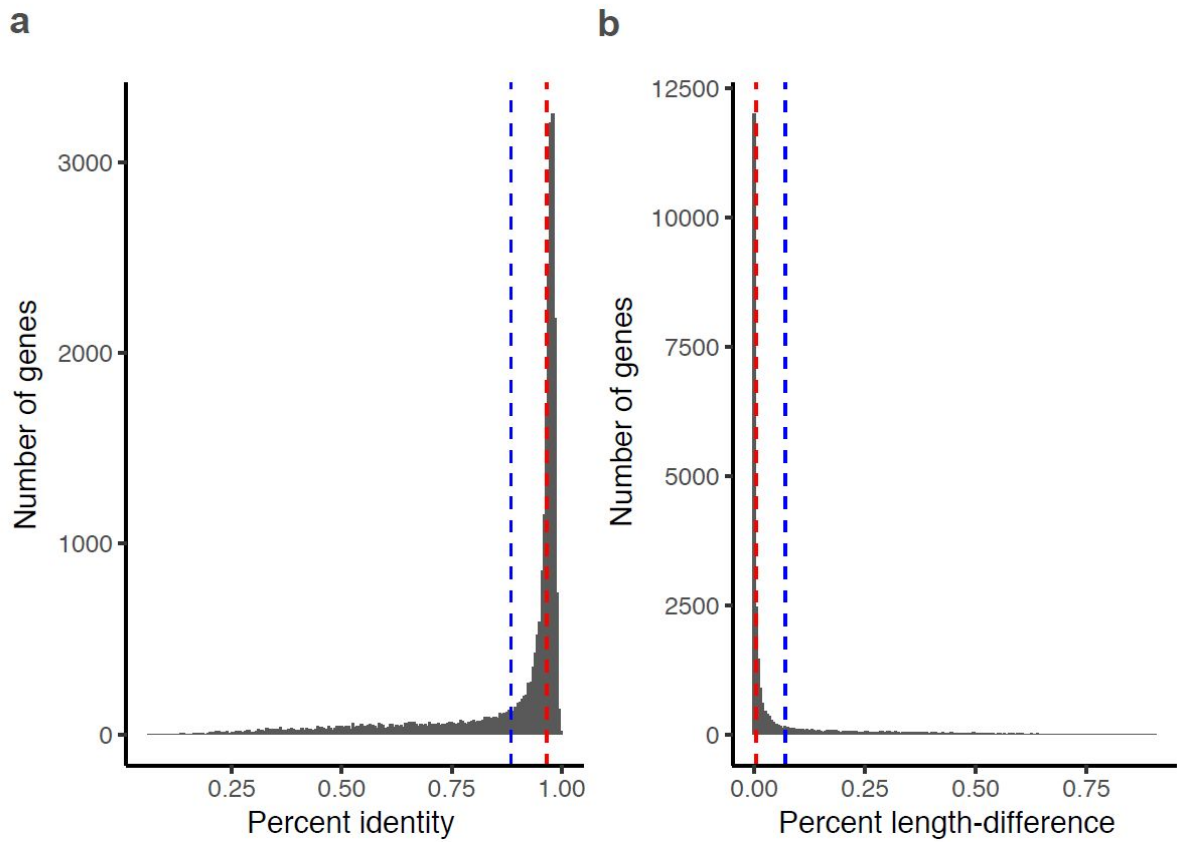 a
3000
2000
1000
0
Number of genes
0.25 0.50 0.75 1.00
Percent identity
b
12500
10000
7500
5000
2500
0
Number of genes
0.00 0.25 0.50 0.75
Percent length-difference